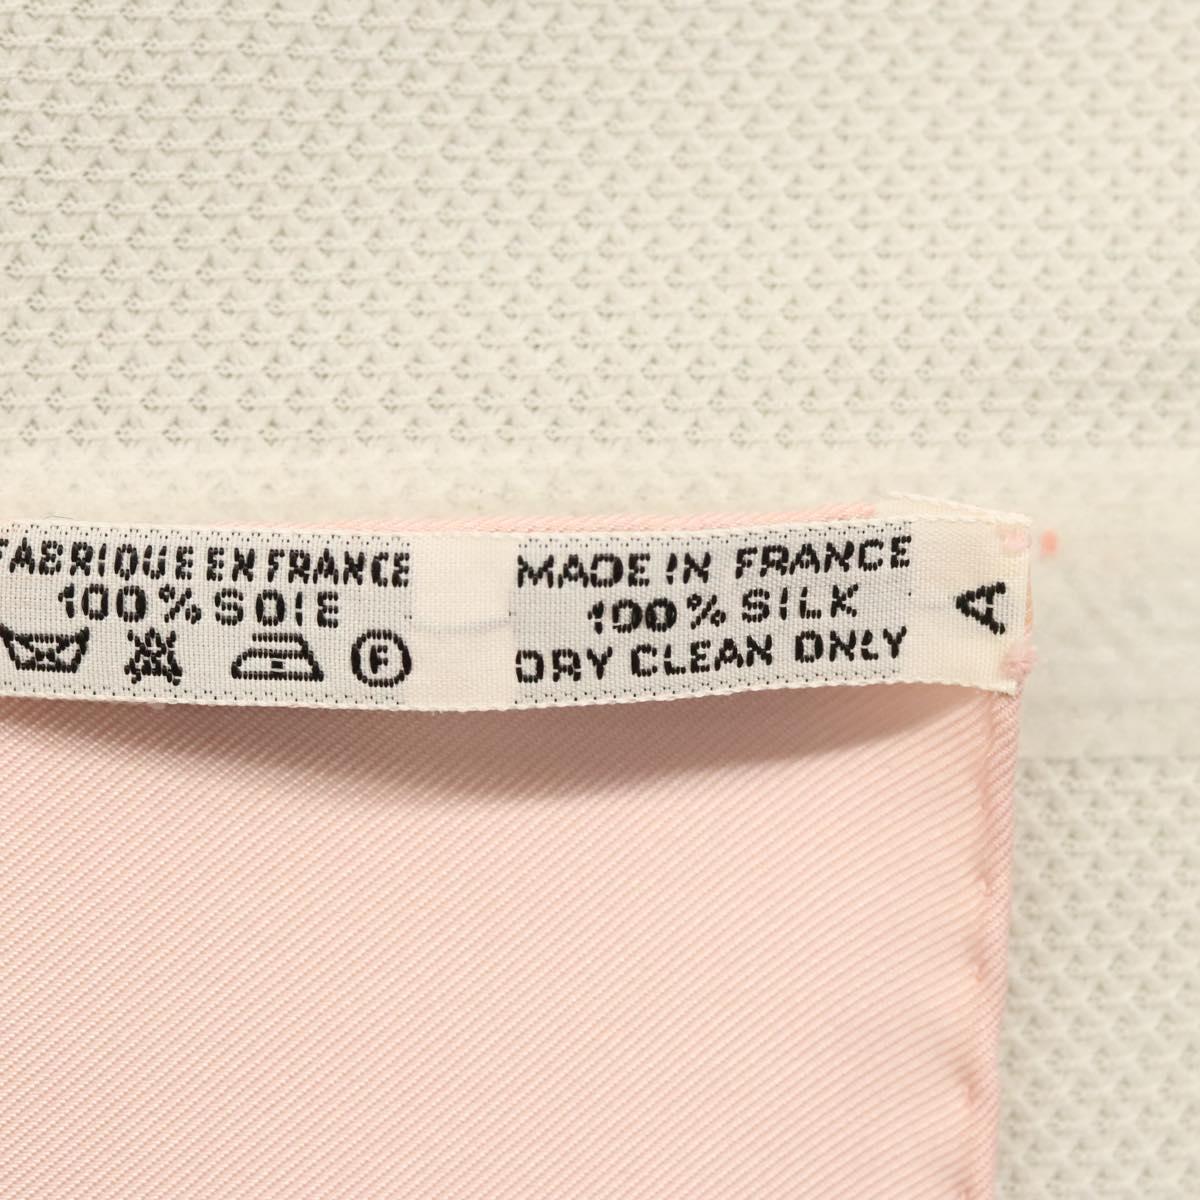 FABRIQUE EN FRANCE
100% SOIE
F
MADE IN FRANCE
100% SILK
DRY CLEAN ONLY
A